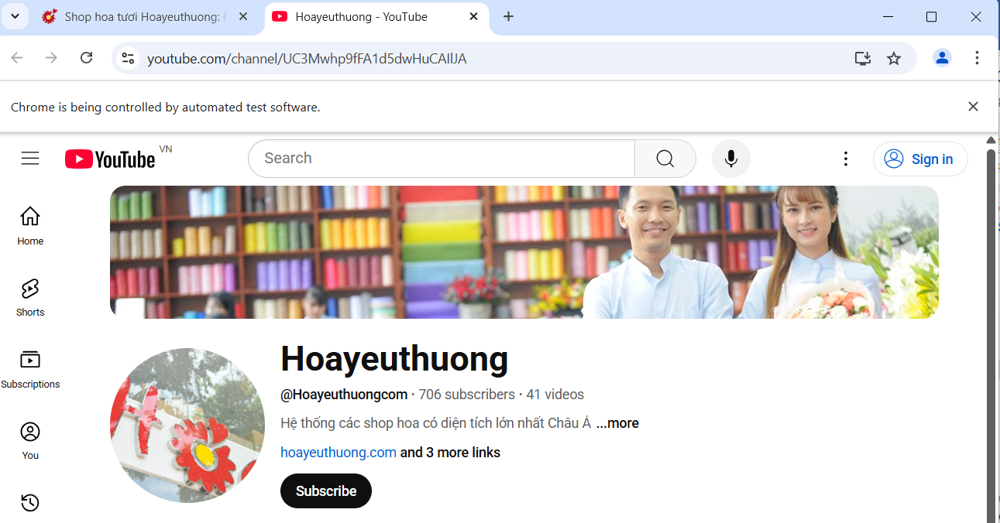 Shop hoa tươi Hoayeuthuong:
Hoayeuthuong - YouTube
youtube.com/channel/UC3Mwhp9fFA1d5dwHuCAIlJA
Chrome is being controlled by automated test software.
YouTube VN
Search
Sign in
Home
Shorts
Subscriptions
You
Hoayeuthuong
@Hoayeuthuongcom · 706 subscribers · 41 videos
Hệ thống các shop hoa có diện tích lớn nhất Châu Á ...more
hoayeuthuong.com and 3 more links
Subscribe